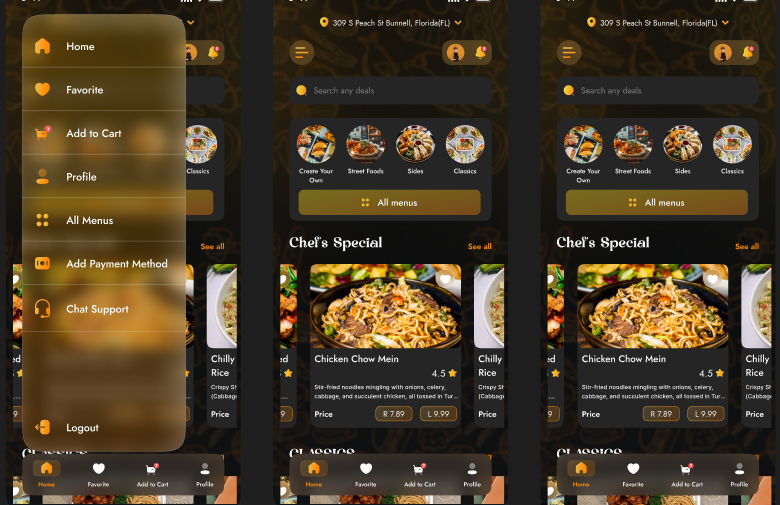 Home
Favorite
Add to Cart
Profile
All Menus
Add Payment Method
Chat Support
Logout
Classics
See all
Chilly
Rice
Crispy Sh
(Cabbage
Price
Home
Favorite
Add to Cart
Profile
309 S Peach St Bunnell, Florida(FL)
Search any deals
Create Your Own
Street Foods
Sides
Classics
All menus
Chef's Special
See all
Chicken Chow Mein
4.5
Stir-fried noodles mingling with onions, celery,
cabbage, and succulent chicken, all tossed in Tur...
Price
R 7.89
L 9.99
Chilly
Rice
Crispy Sh
(Cabbage
Price
CLASSICS
Home
Favorite
Add to Cart
Profile
309 S Peach St Bunnell, Florida(FL)
Search any deals
Create Your Own
Street Foods
Sides
Classics
All menus
Chef's Special
See all
Chicken Chow Mein
4.5
Stir-fried noodles mingling with onions, celery,
cabbage, and succulent chicken, all tossed in Tur...
Price
R 7.89
L 9.99
Chilly
Rice
Crispy Sh
(Cabbage
Price
CLASSICS
Home
Favorite
Add to Cart
Profile